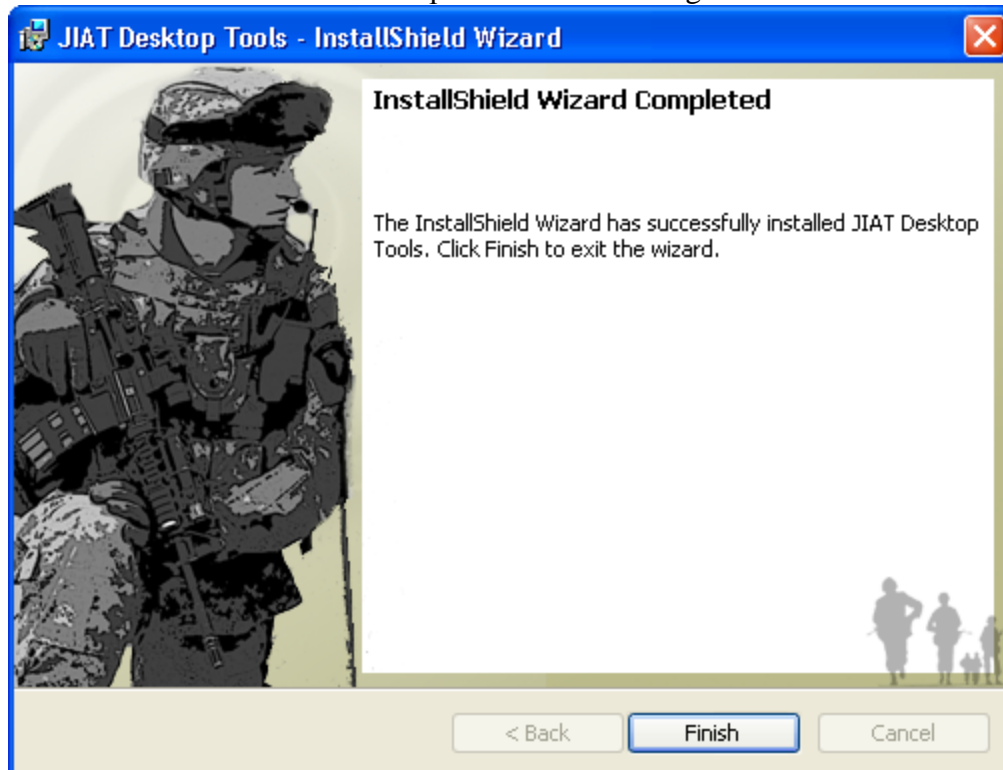 JIAT Desktop Tools - InstallShield Wizard
InstallShield Wizard Completed
The InstallShield Wizard has successfully installed JIAT Desktop
Tools. Click Finish to exit the wizard.
< Back
Finish
Cancel